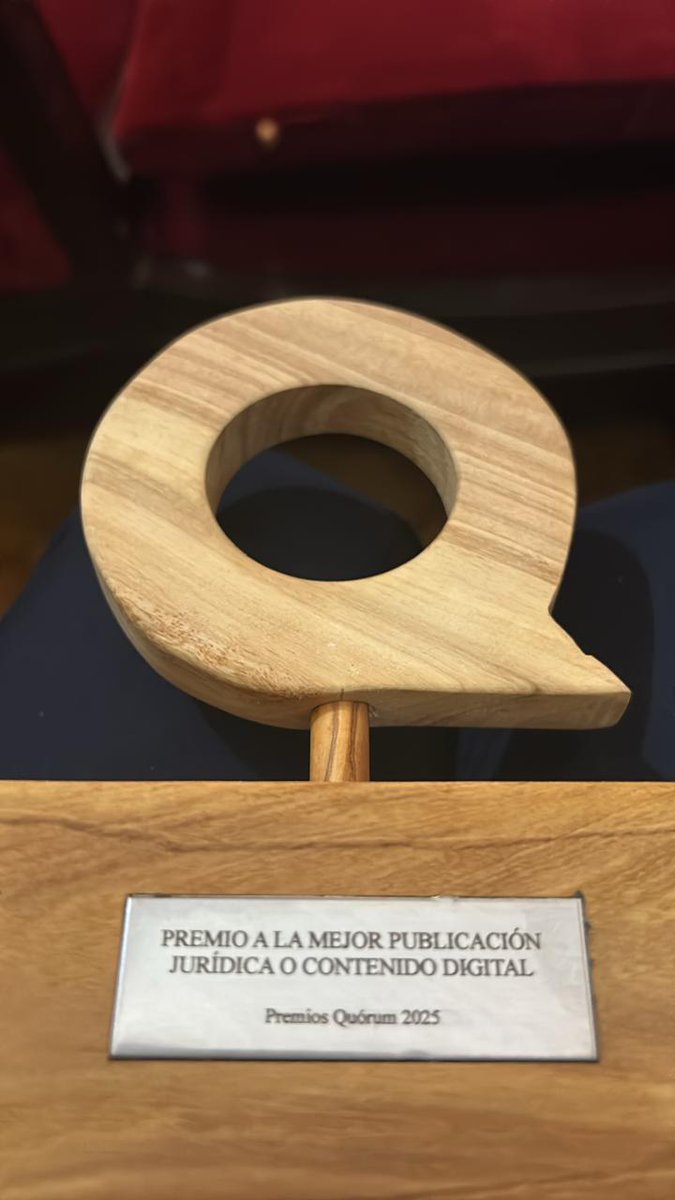 PREMIO A LA MEJOR PUBLICACIÓN
JURÍDICA O CONTENIDO DIGITAL
Premios Quórum 2025